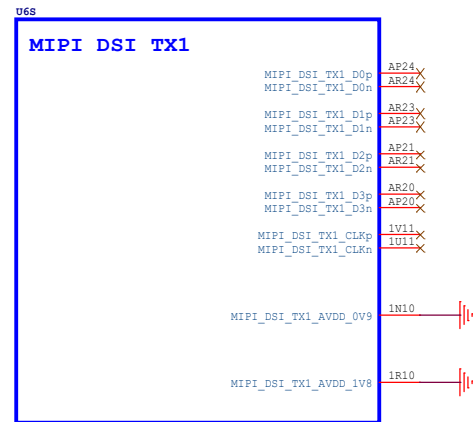 U6S
MIPI DSI TX1
MIPI_DSI_TX1_D0p AP24
MIPI_DSI_TX1_D0n AR24
MIPI_DSI_TX1_D1p AR23
MIPI_DSI_TX1_D1n AP23
MIPI_DSI_TX1_D2p AP21
MIPI_DSI_TX1_D2n AR21
MIPI_DSI_TX1_D3p AR20
MIPI_DSI_TX1_D3n AP20
MIPI_DSI_TX1_CLKp 1V11
MIPI_DSI_TX1_CLKn 1U11
MIPI_DSI_TX1_AVDD_0V9 1N10
MIPI_DSI_TX1_AVDD_1V8 1R10